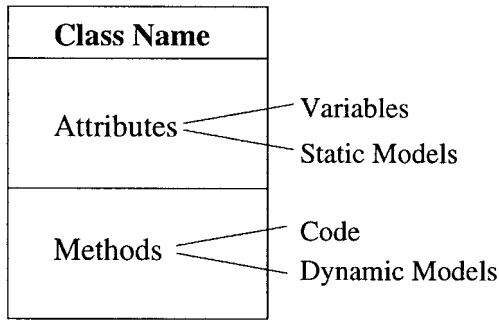 Class Name
Attributes
Variables
Static Models
Methods
Code
Dynamic Models